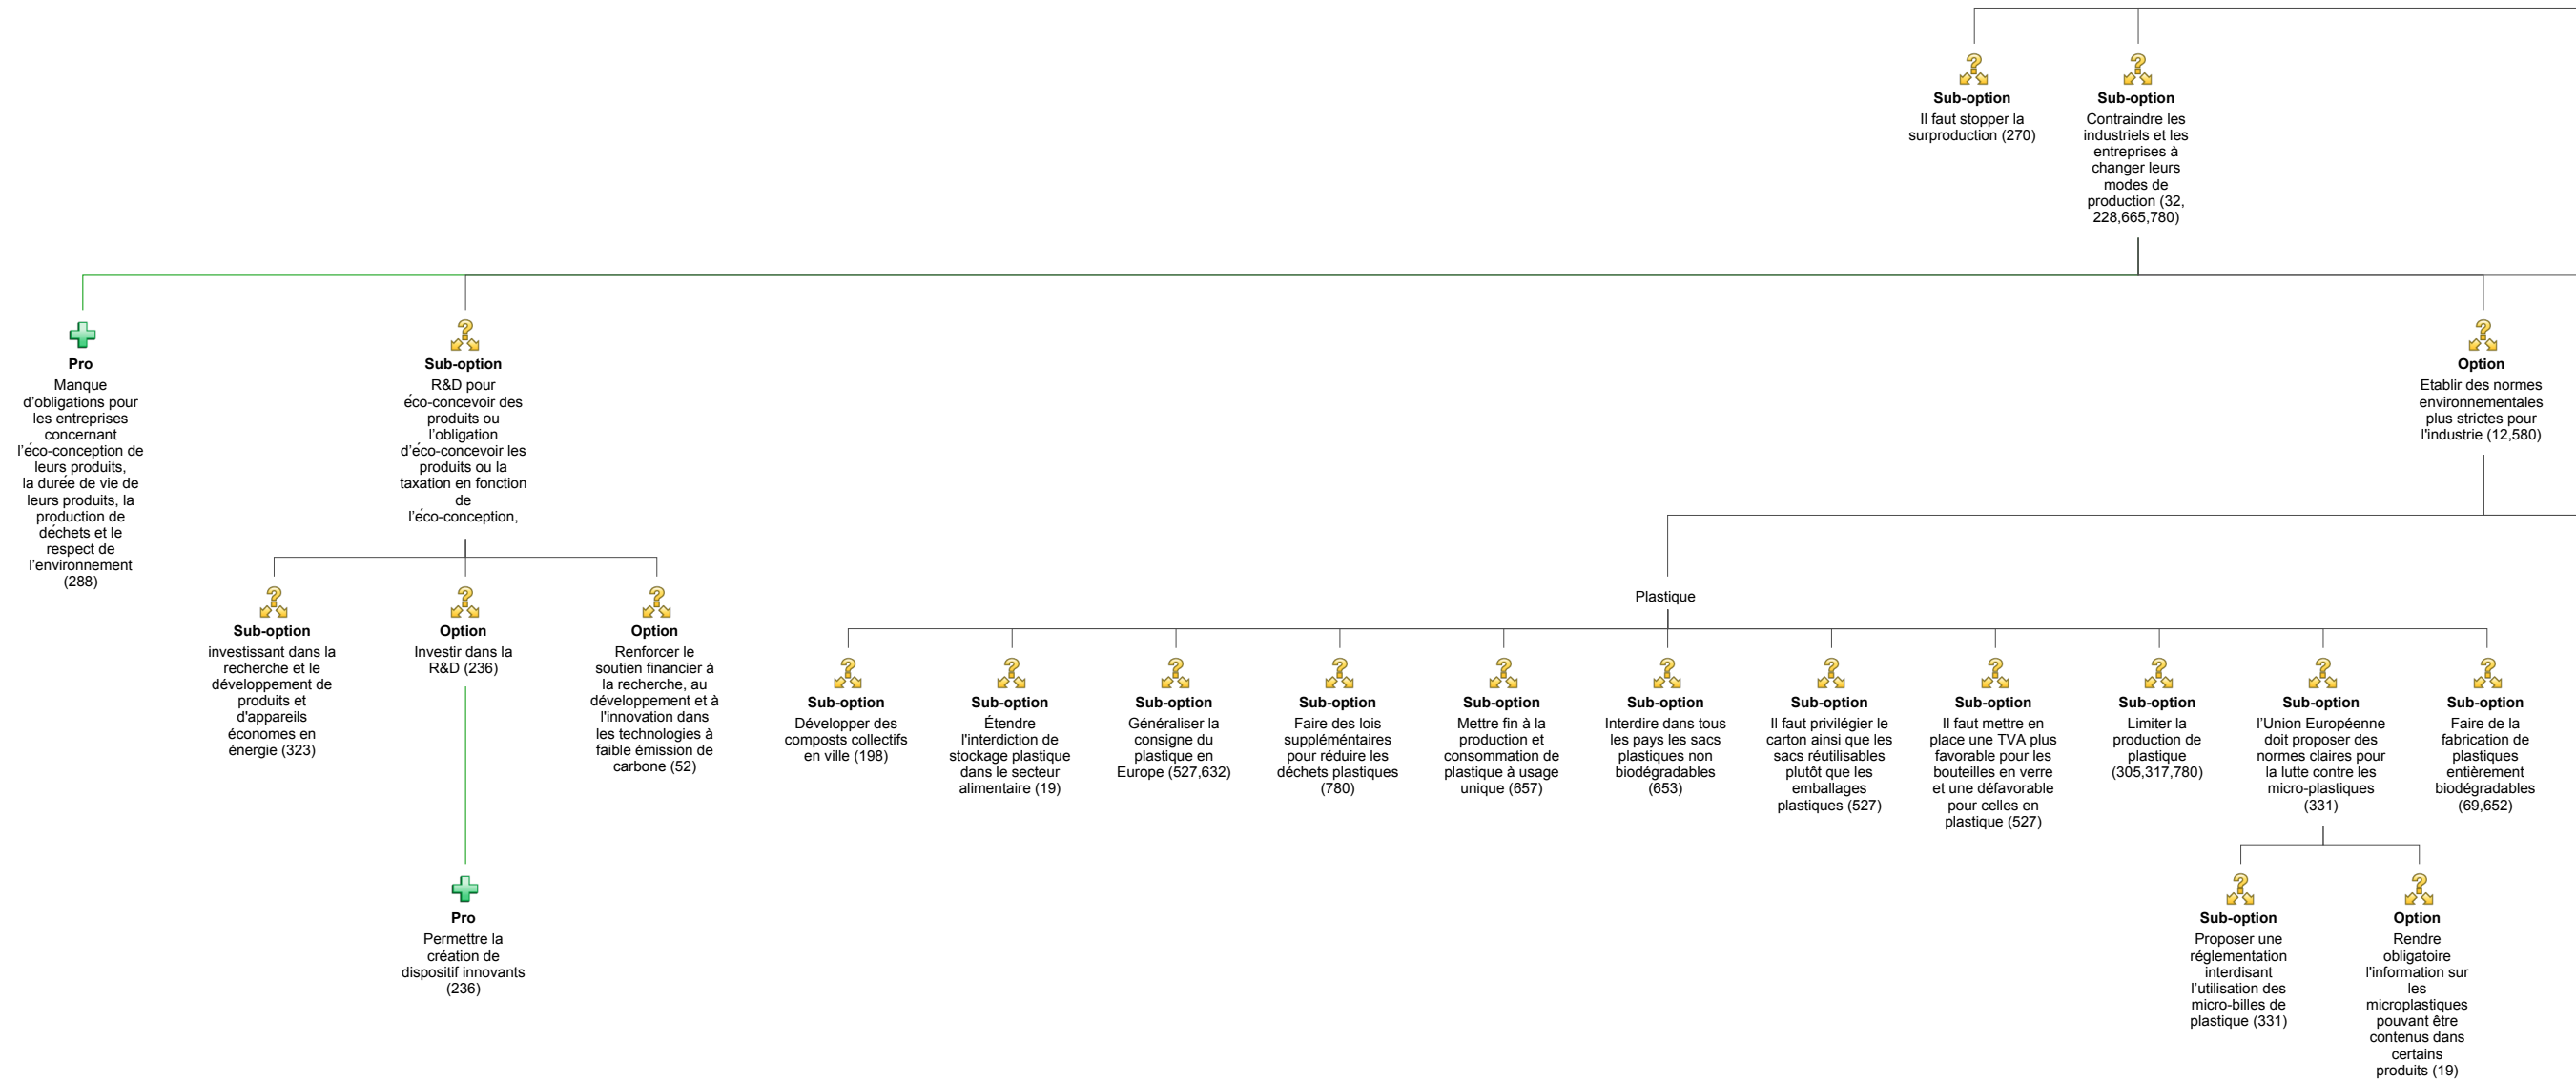 Sub-option
Il faut stopper la
surproduction (270)
Sub-option
Contraindre les
industriels et les
entreprises à
changer leurs
modes de
production (32,
228,665,780)
Pro
Manque
d’obligations pour
les entreprises
concernant
l’éco-conception de
leurs produits,
la durée de vie de
leurs produits, la
production de
déchets et le
respect de
l’environnement
(288)
Sub-option
R&D pour
éco-concevoir des
produits ou
l’obligation
d’éco-concevoir les
produits ou la
taxation en fonction
de
l’éco-conception,
Option
Etablir des normes
environnementales
plus strictes pour
l'industrie (12,580)
Sub-option
investissant dans la
recherche et le
développement de
produits et
d'appareils
économes en
énergie (323)
Option
Investir dans la
R&D (236)
Option
Renforcer le
soutien financier à
la recherche, au
développement et à
l'innovation dans
les technologies à
faible émission de
carbone (52)
Plastique
Sub-option
Développer des
composts collectifs
en ville (198)
Sub-option
Étendre
l'interdiction de
stockage plastique
dans le secteur
alimentaire (19)
Sub-option
Généraliser la
consigne du
plastique en
Europe (527,632)
Sub-option
Faire des lois
suppléméntaires
pour réduire les
déchets plastiques
(780)
Sub-option
Mettre fin à la
production et
consommation de
plastique à usage
unique (657)
Sub-option
Interdire dans tous
les pays les sacs
plastiques non
biodégradables
(653)
Sub-option
Il faut privilégier le
carton ainsi que les
sacs réutilisables
plutôt que les
emballages
plastiques (527)
Sub-option
Il faut mettre en
place une TVA plus
favorable pour les
bouteilles en verre
et une défavorable
pour celles en
plastique (527)
Sub-option
Limiter la
production de
plastique
(305,317,780)
Sub-option
l’Union Européenne
doit proposer des
normes claires pour
la lutte contre les
micro-plastiques
(331)
Sub-option
Faire de la
fabrication de
plastiques
entièrement
biodégradables
(69,652)
Pro
Permettre la
création de
dispositif innovants
(236)
Sub-option
Proposer une
réglementation
interdisant
l’utilisation des
micro-billes de
plastique (331)
Option
Rendre
obligatoire
l'information sur
les
microplastiques
pouvant être
contenus dans
certains
produits (19)